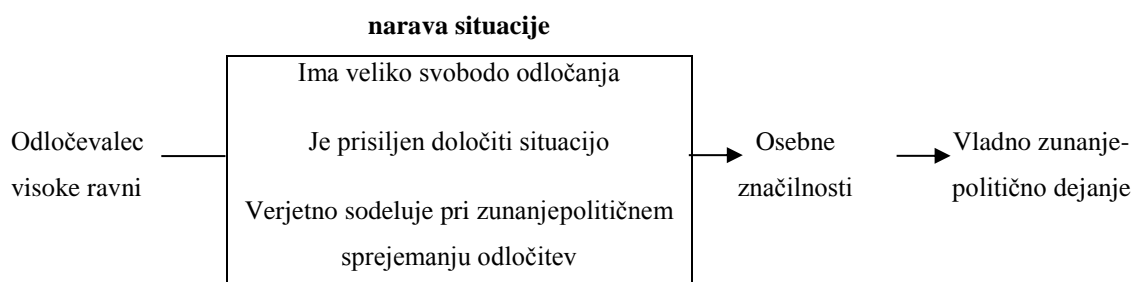 narava situacije
Ima veliko svobodo odločanja
Odločevalec
visoke ravni
Je prisiljen določiti situacijo
Verjetno sodeluje pri zunanjepolitičnem
sprejemanju odločitev
Osebne
značilnosti
Vladno zunanje-
politično dejanje